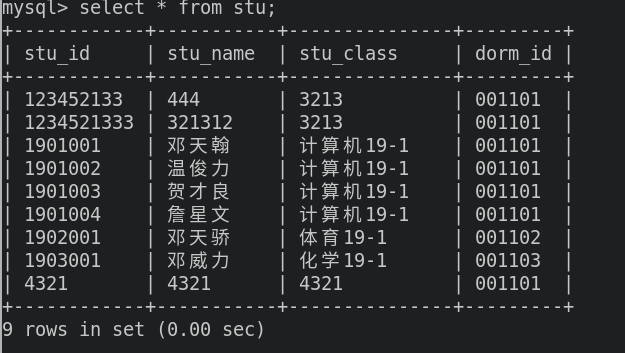 mysql> select * from stu;
+------------+-----------+---------------+---------+
| stu_id     | stu_name  | stu_class     | dorm_id |
+------------+-----------+---------------+---------+
| 123452133  | 444       | 3213          | 001101  |
| 1234521333 | 321312    | 3213          | 001101  |
| 1901001    | 邓天翰    | 计算机19-1    | 001101  |
| 1901002    | 温俊力    | 计算机19-1    | 001101  |
| 1901003    | 贺才良    | 计算机19-1    | 001101  |
| 1901004    | 詹星文    | 计算机19-1    | 001101  |
| 1902001    | 邓天骄    | 体育19-1      | 001102  |
| 1903001    | 邓威力    | 化学19-1      | 001103  |
| 4321       | 4321      | 4321          | 001101  |
+------------+-----------+---------------+---------+
9 rows in set (0.00 sec)